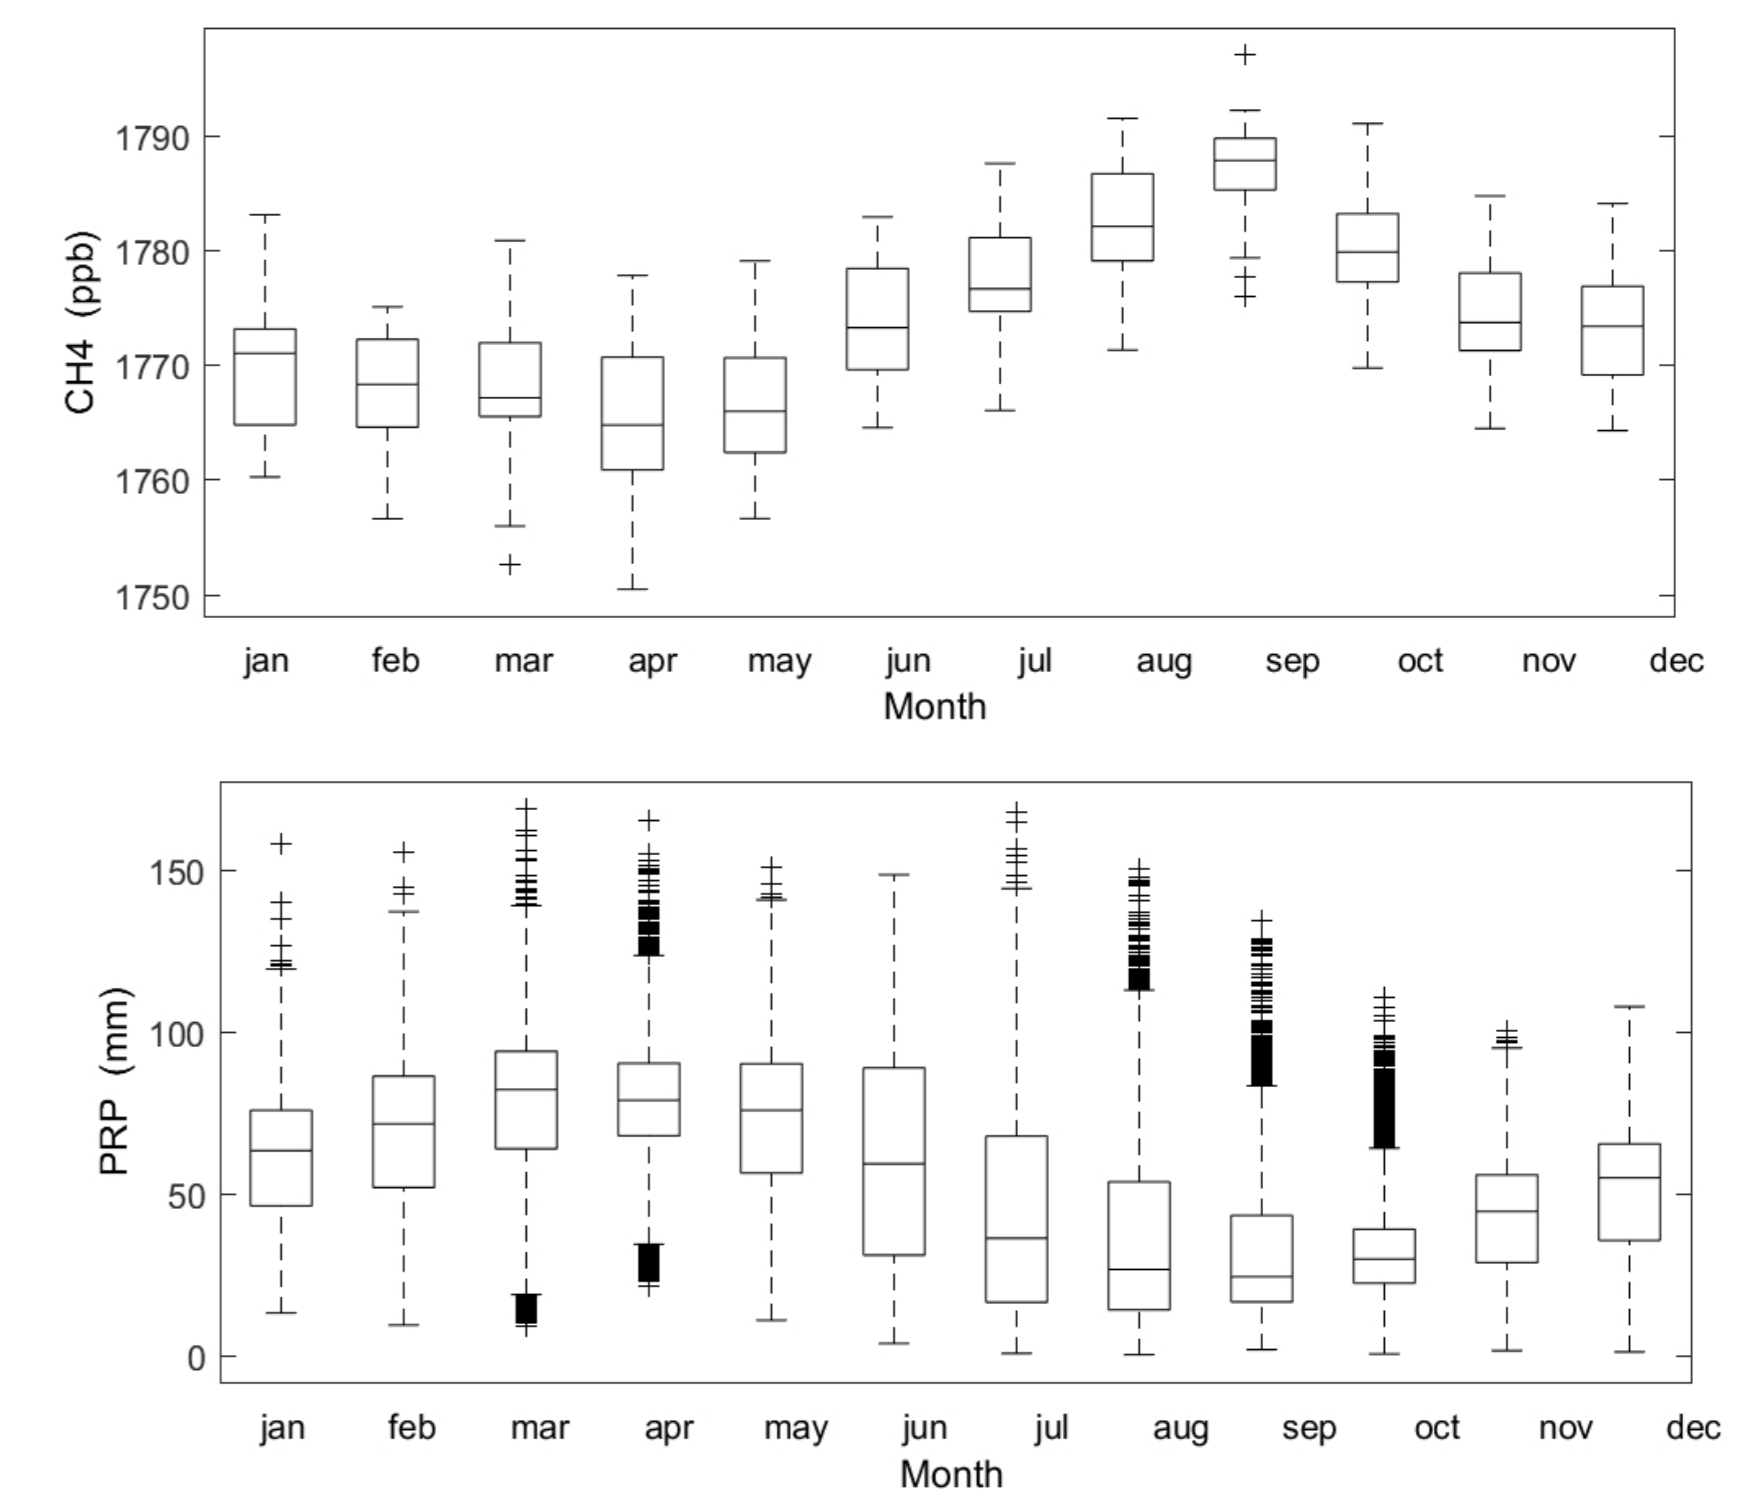 1790
1780
1770
1760
1750
CH4 (ppb)
jan feb mar apr may jun jul aug sep oct nov dec
Month
150
100
50
0
PRP (mm)
jan feb mar apr may jun jul aug sep oct nov dec
Month